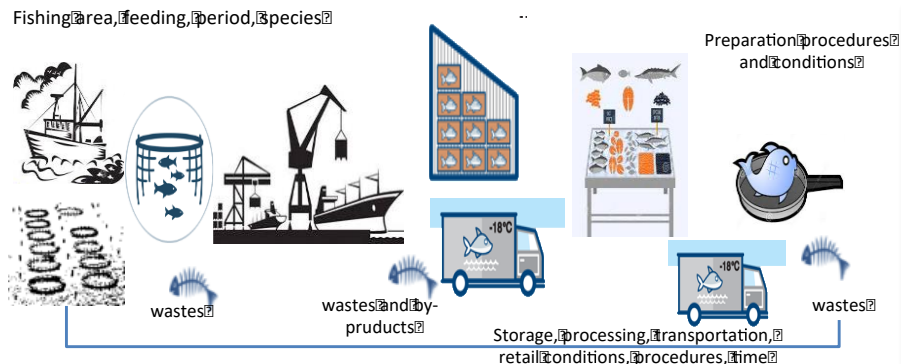 Fishing area, feeding, period, species
Preparation procedures
and conditions
-18℃
-18℃
wastes
wastes and by-
pruducts
wastes
Storage, processing, transportation,
retail conditions, procedures, time